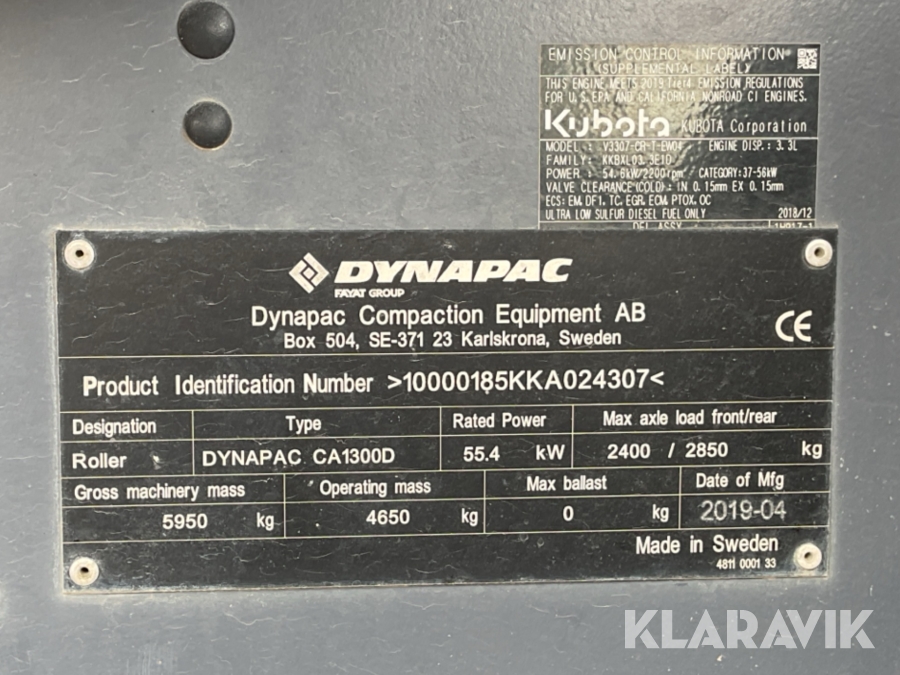 EMISSION CONTROL INFORMATION
(SUPPLEMENTAL LABEL)
THIS ENGINE MEETS 2019 Tier4 EMISSION REGULATIONS
FOR U.S. EPA AND CALIFORNIA NONROAD CI ENGINES.
Kubota KUBOTA Corporation
MODEL : V3307-CR-T-EW04 ENGINE DISP.: 3.3L
FAMILY: KKBXL03.3E1D
POWER : 54.6kW/2200rpm CATEGORY:37-56kW
VALVE CLEARANCE(COLD): IN 0.15mm EX 0.15mm
ECS: EM, DFI, TC, EGR, ECM, PTOX, OC
ULTRA LOW SULFUR DIESEL FUEL ONLY 2018/12
DYNAPAC
FAYAT GROUP
Dynapac Compaction Equipment AB
Box 504, SE-371 23 Karlskrona, Sweden
CE
Product Identification Number >10000185KKA024307<
Designation Type Rated Power Max axle load front/rear
Roller DYNAPAC CA1300D 55.4 kW 2400 / 2850 kg
Gross machinery mass Operating mass Max ballast Date of Mfg
5950 kg 4650 kg 0 kg 2019-04
Made in Sweden
4811 0001 33
KLARAVIK